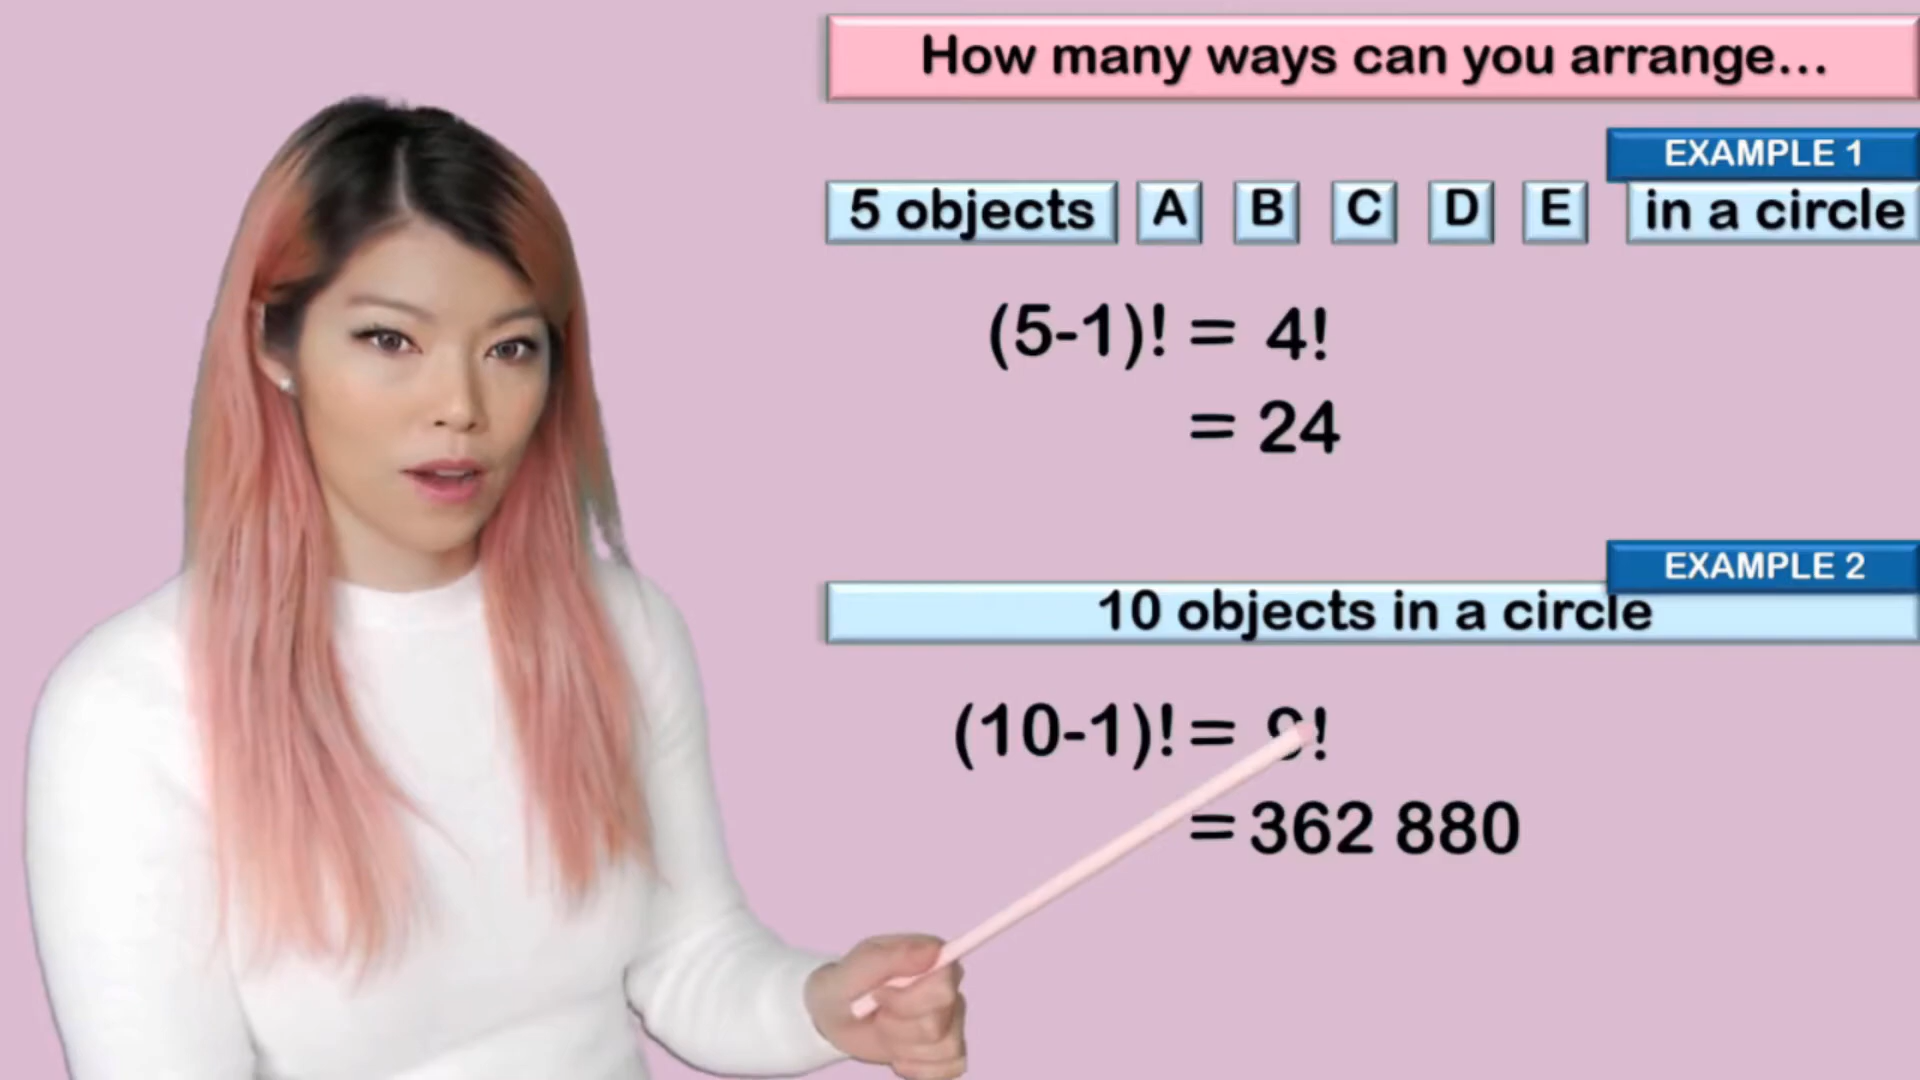 How many ways can you arrange...
EXAMPLE 1
5 objects A B C D E in a circle
(5-1)! = 4!
= 24
EXAMPLE 2
10 objects in a circle
(10-1)! = 9!
= 362 880